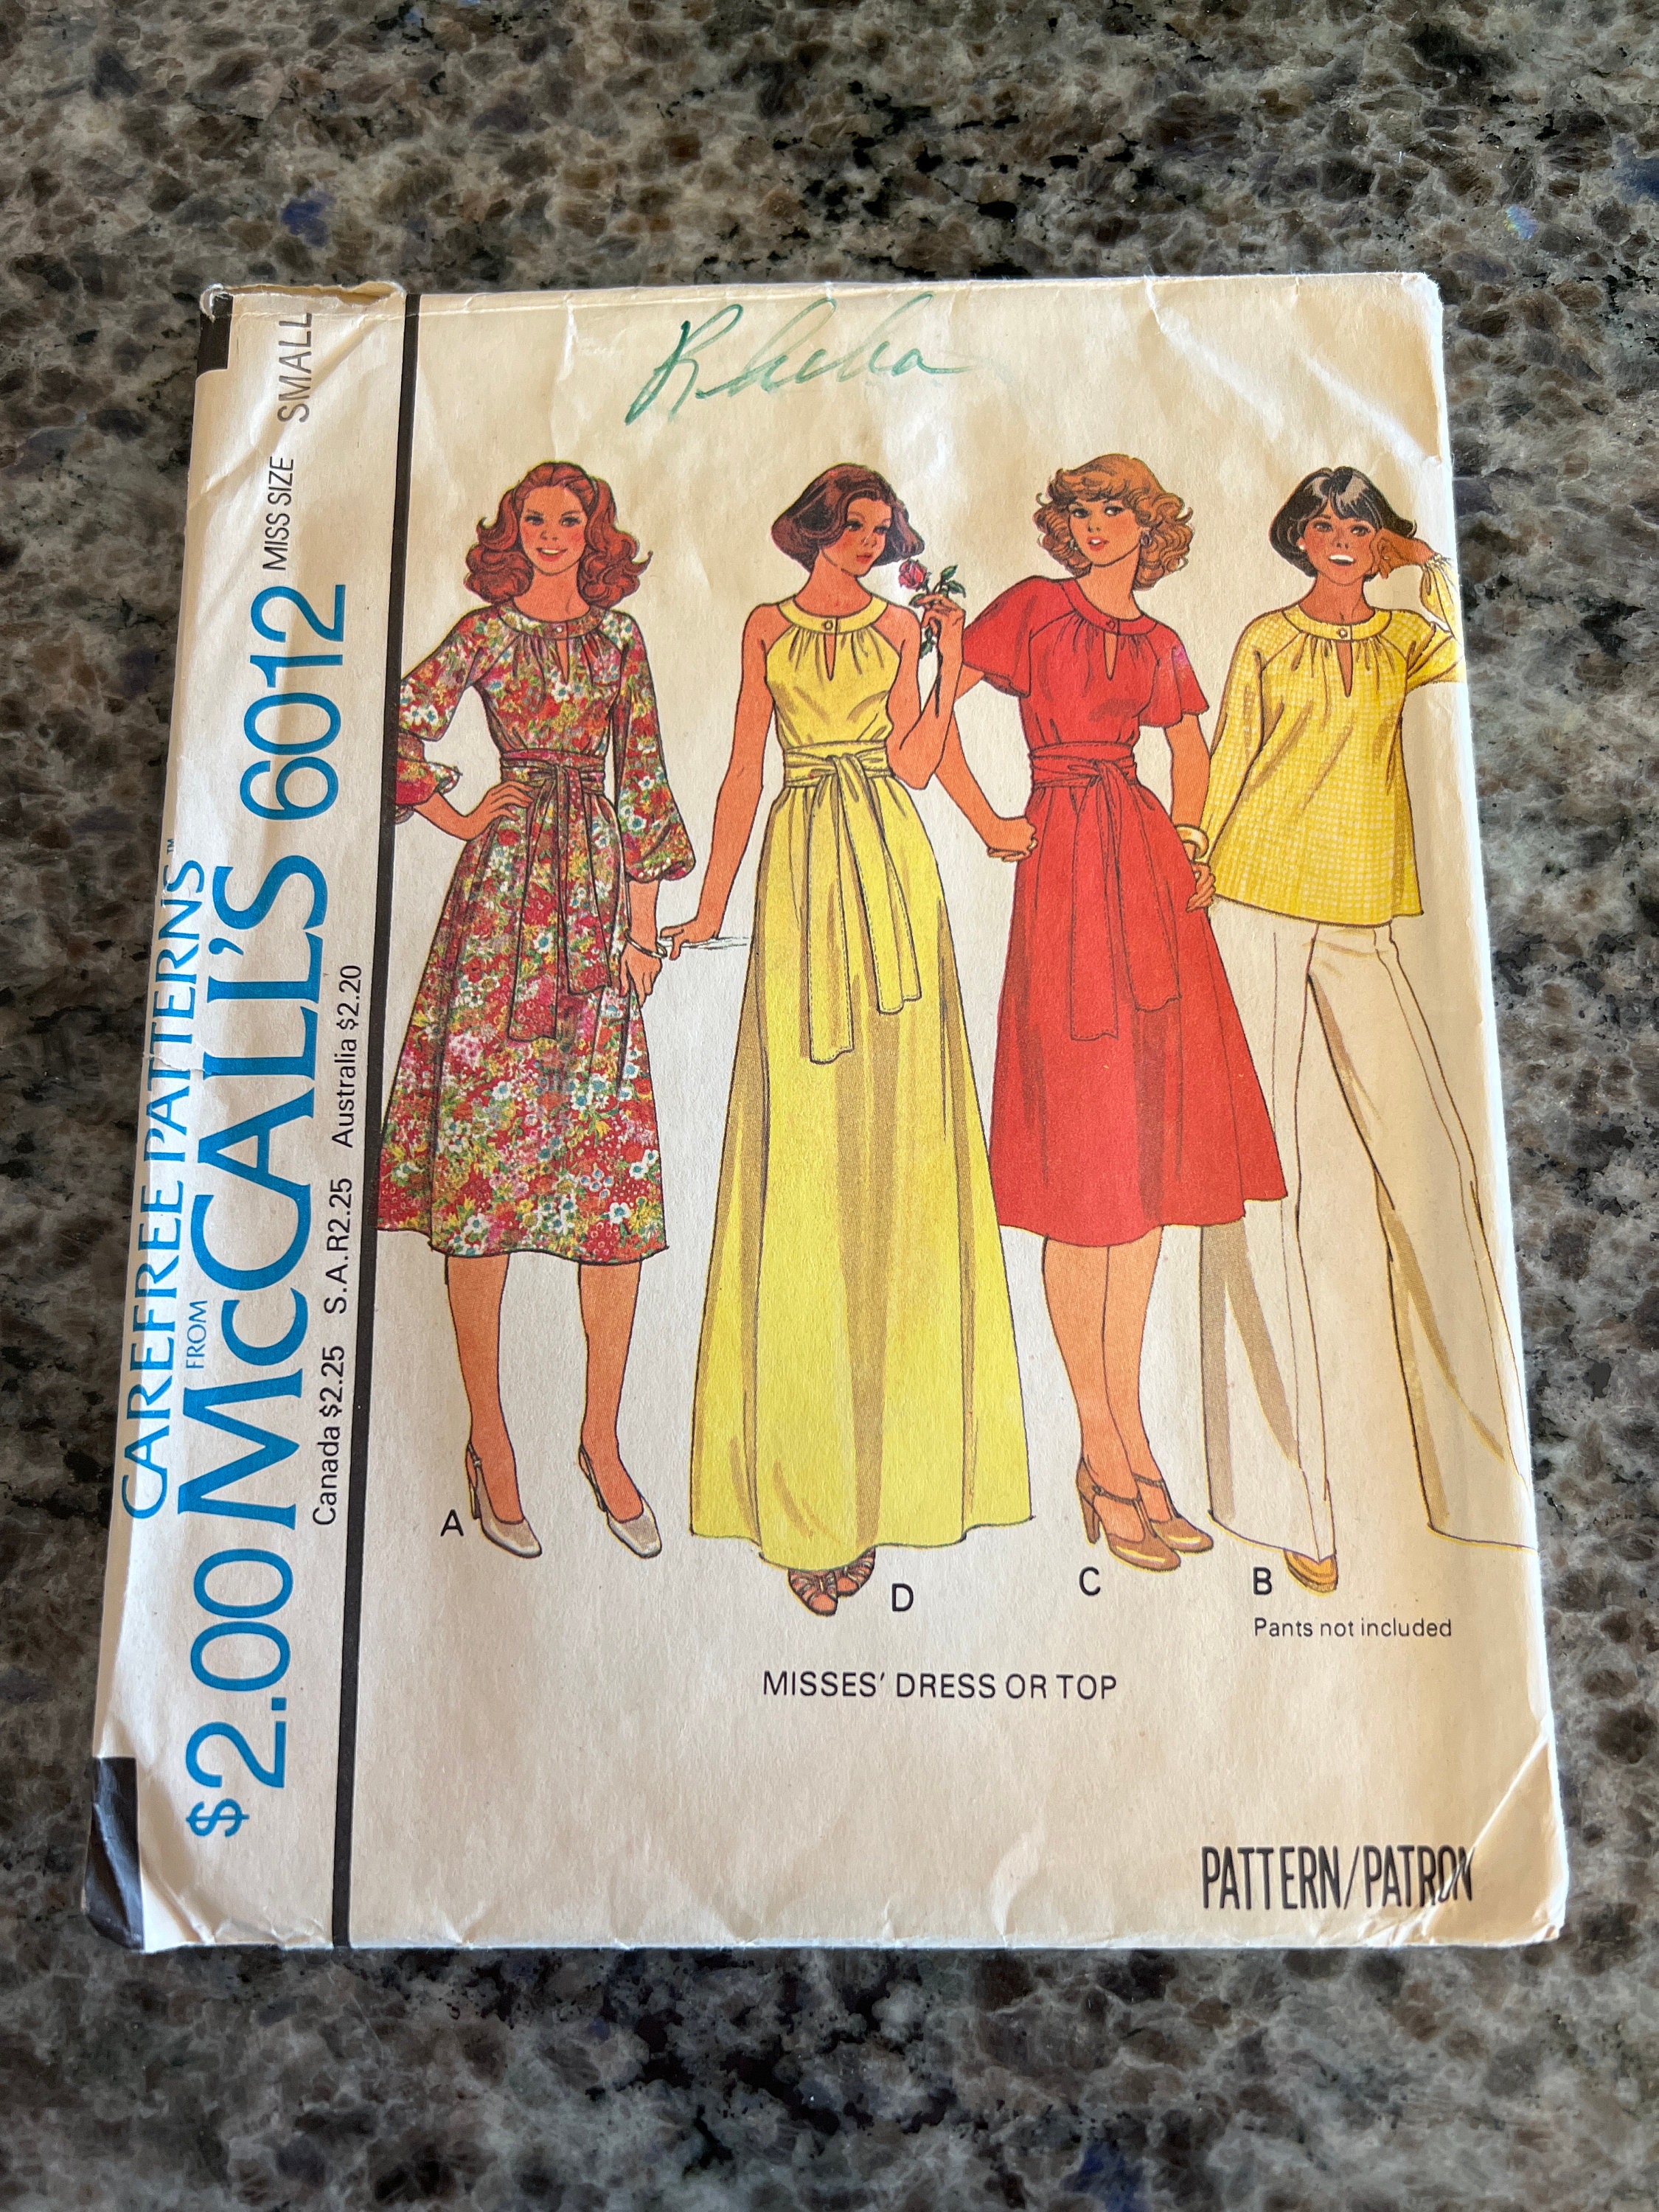 CAREFREE PATTERNS™
FROM
$2.00 McCALL'S 6012 MISS SIZE SMALL
Canada $2.25 S.A.R2.25 Australia $2.20
A
D
C
B
Pants not included
MISSES' DRESS OR TOP
PATTERN/PATRON